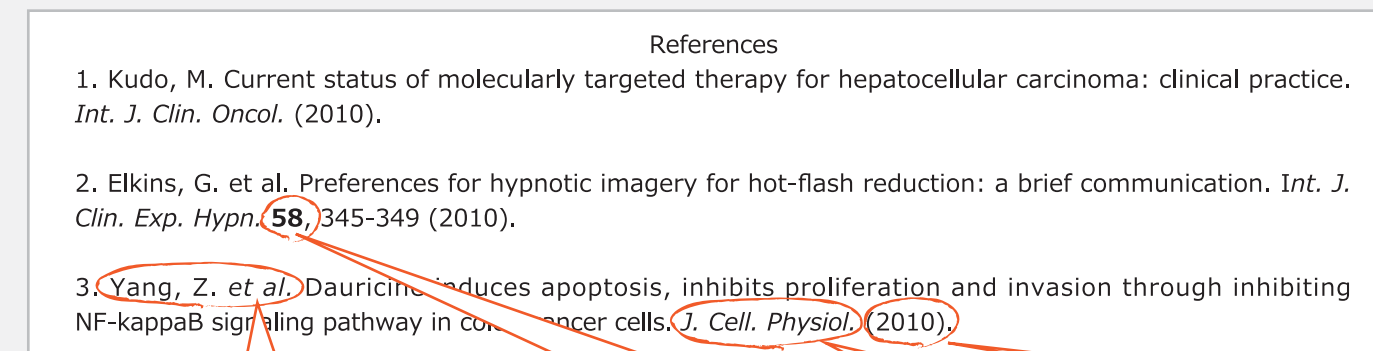 References
1. Kudo, M. Current status of molecularly targeted therapy for hepatocellular carcinoma: clinical practice.
Int. J. Clin. Oncol. (2010).
2. Elkins, G. et al. Preferences for hypnotic imagery for hot-flash reduction: a brief communication. Int. J.
Clin. Exp. Hypn. 58, 345-349 (2010).
3. Yang, Z. et al. Dauricine induces apoptosis, inhibits proliferation and invasion through inhibiting
NF-kappaB signaling pathway in colon cancer cells. J. Cell. Physiol. (2010).